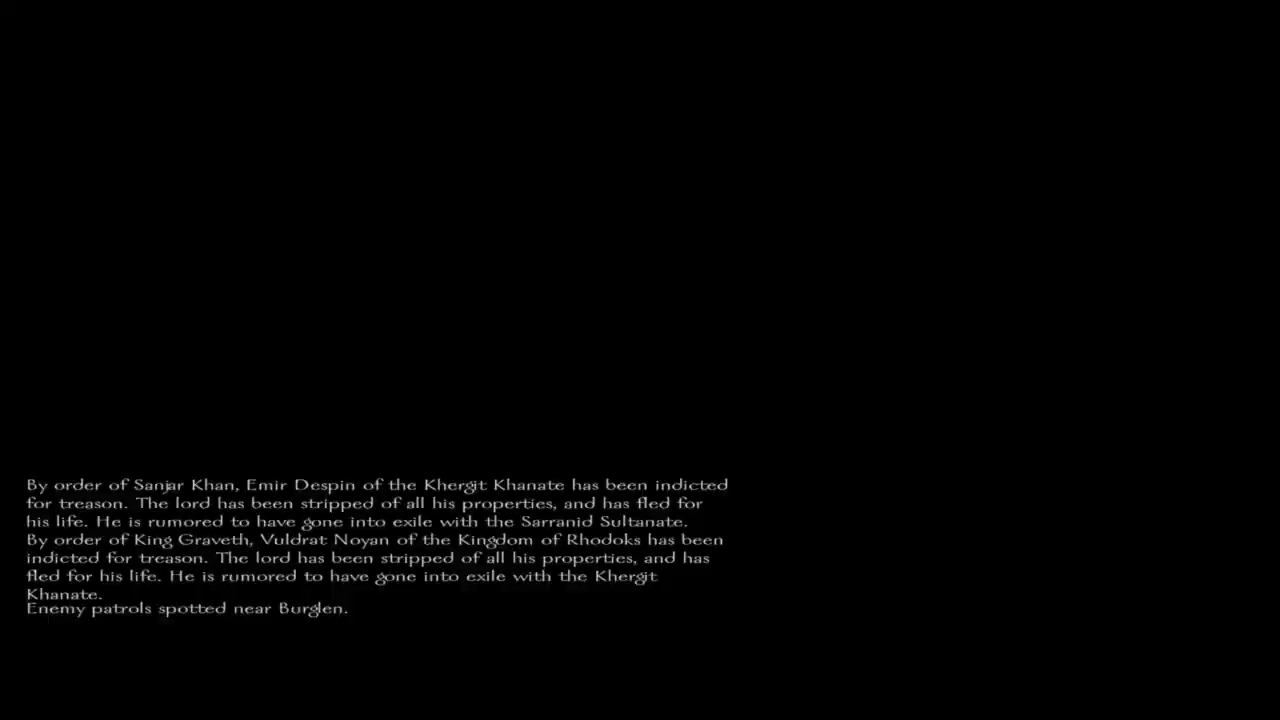 By order of Sanjar Khan, Emir Despin of the Khergit Khanate has been indicted
for treason. The lord has been stripped of all his properties, and has fled for
his life. He is rumored to have gone into exile with the Sarranid Sultanate.
By order of King Graveth, Vuldrat Noyan of the Kingdom of Rhodoks has been
indicted for treason. The lord has been stripped of all his properties, and has
fled for his life. He is rumored to have gone into exile with the Khergit
Khanate.
Enemy patrols spotted near Burglen.